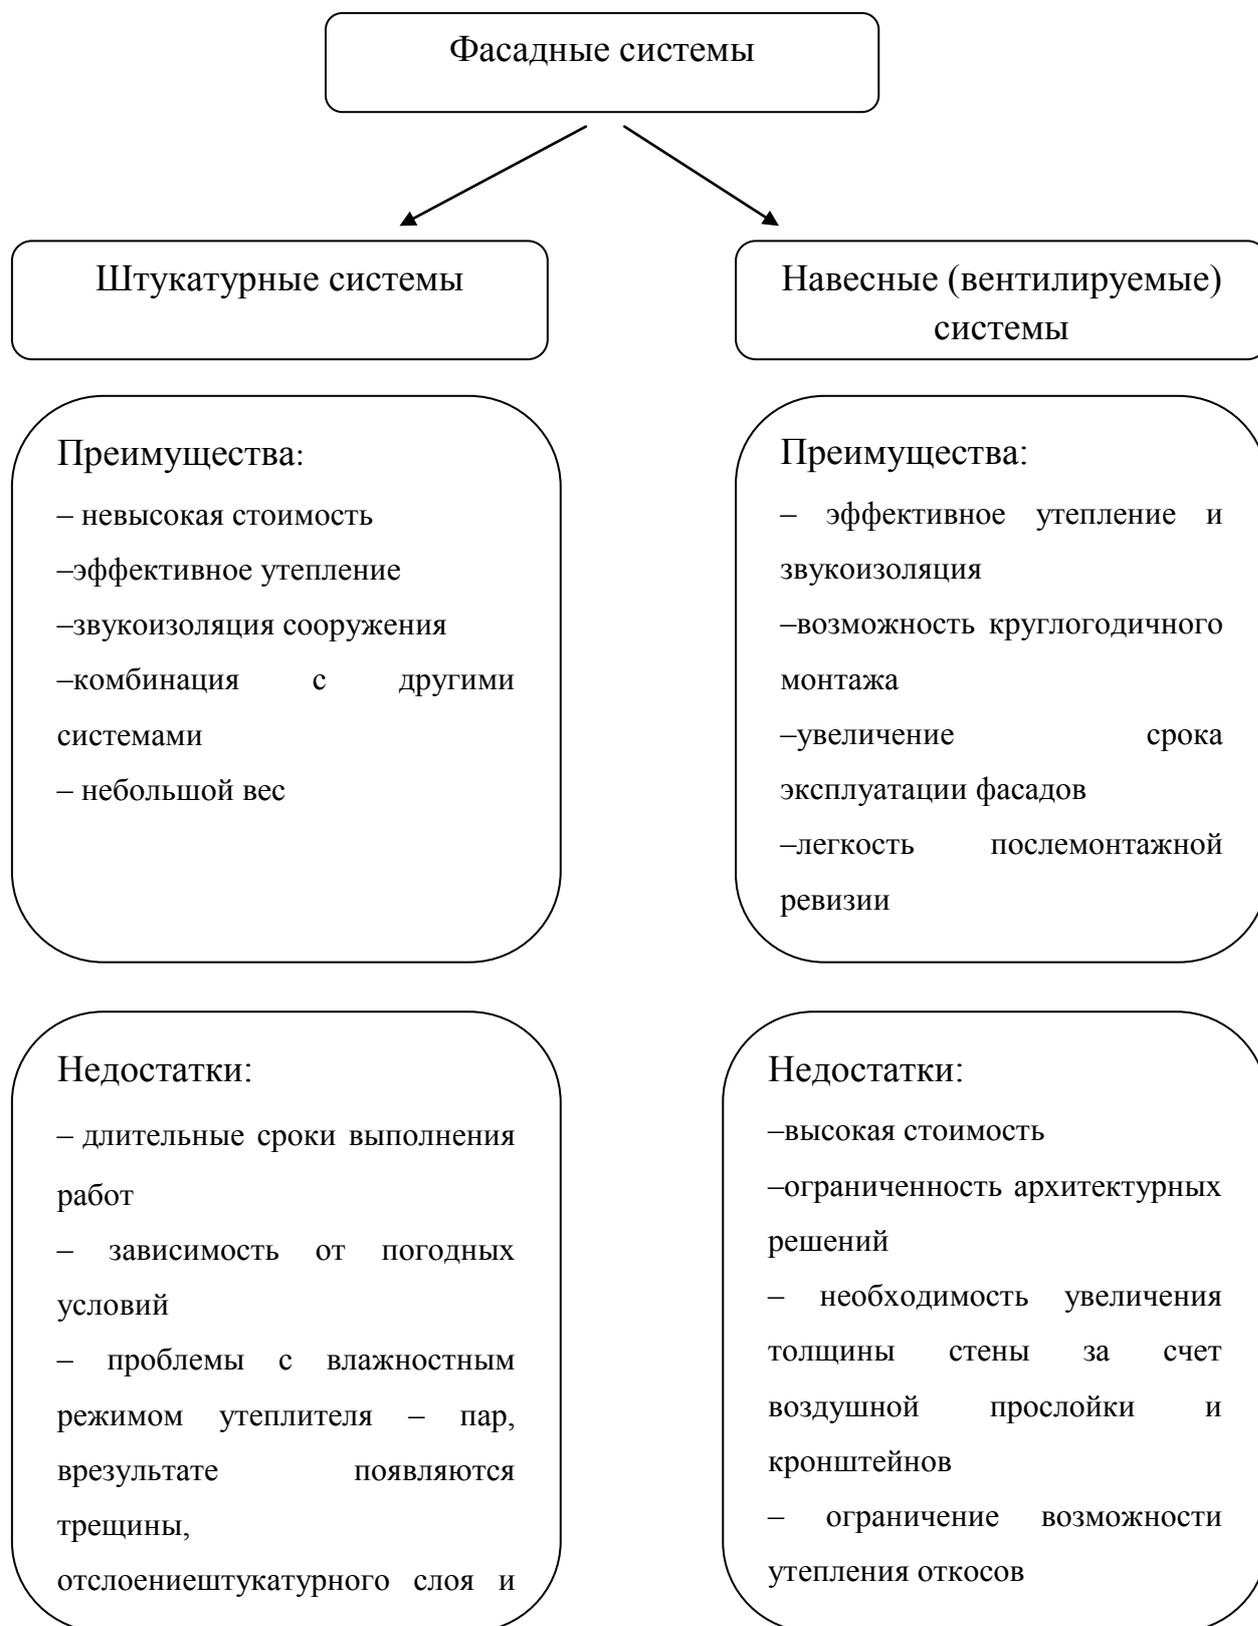 Фасадные системы
Штукатурные системы
Навесные (вентилируемые)
системы
Преимущества:
– невысокая стоимость
–эффективное утепление
–звукоизоляция сооружения
–комбинация с другими
системами
– небольшой вес
Преимущества:
– эффективное утепление и
звукоизоляция
–возможность круглогодичного
монтажа
–увеличение срока
эксплуатации фасадов
–легкость послемонтажной
ревизии
Недостатки:
– длительные сроки выполнения
работ
– зависимость от погодных
условий
– проблемы с влажностным
режимом утеплителя – пар,
врезультате появляются
трещины,
отслоениештукатурного слоя и
Недостатки:
–высокая стоимость
–ограниченность архитектурных
решений
– необходимость увеличения
толщины стены за счет
воздушной прослойки и
кронштейнов
– ограничение возможности
утепления откосов